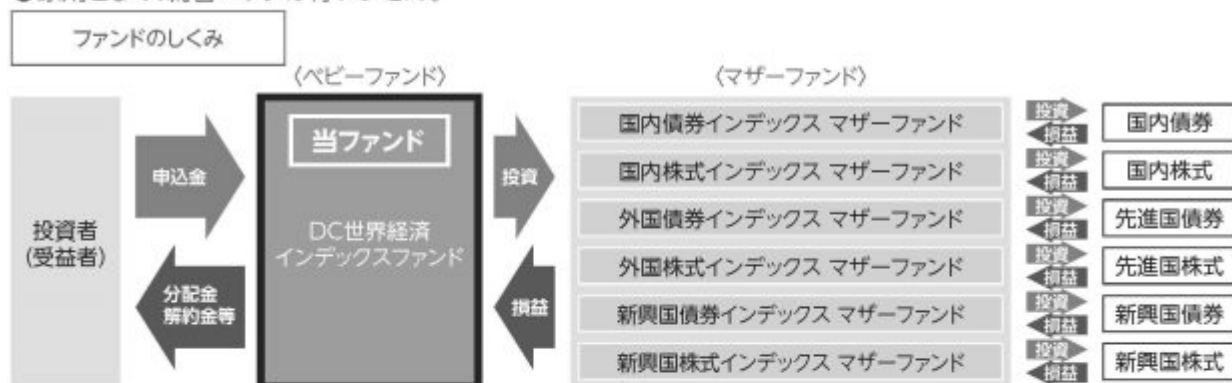 ファンドのしくみ
〈ベビーファンド〉
〈マザーファンド〉
投資者
(受益者)
申込金
分配金
解約金等
当ファンド
DC世界経済
インデックスファンド
投資
損益
国内債券インデックス マザーファンド
投資
損益
国内債券
国内株式インデックス マザーファンド
投資
損益
国内株式
外国債券インデックス マザーファンド
投資
損益
先進国債券
外国株式インデックス マザーファンド
投資
損益
先進国株式
新興国債券インデックス マザーファンド
投資
損益
新興国債券
新興国株式インデックス マザーファンド
投資
損益
新興国株式